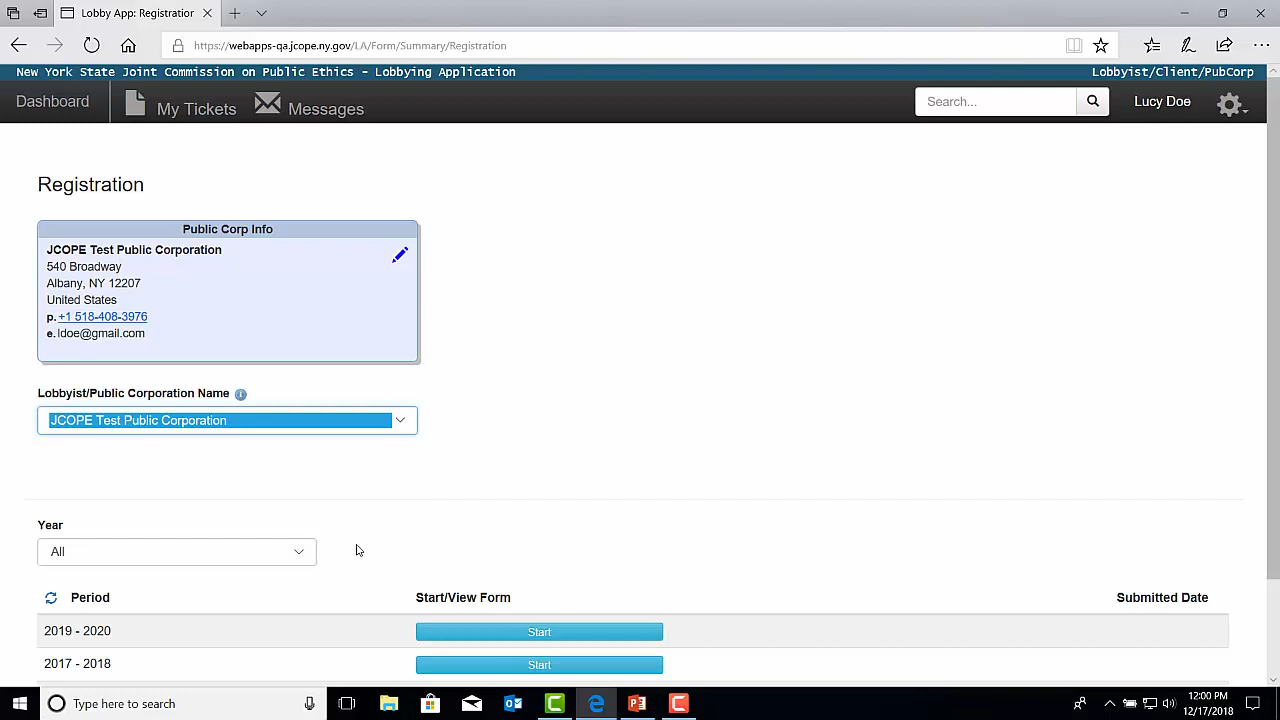 Lobby App: Registration
https://webapps-qa.jcope.ny.gov/LA/Form/Summary/Registration
New York State Joint Commission on Public Ethics - Lobbying Application
Lobbyist/Client/PubCorp
Dashboard
My Tickets
Messages
Search...
Lucy Doe
Registration
Public Corp Info
JCOPE Test Public Corporation
540 Broadway
Albany, NY 12207
United States
p.+1 518-408-3976
e.ldoe@gmail.com
Lobbyist/Public Corporation Name
JCOPE Test Public Corporation
Year
All
Period Start/View Form Submitted Date
2019 - 2020 Start
2017 - 2018 Start
Type here to search
12:00 PM
12/17/2018